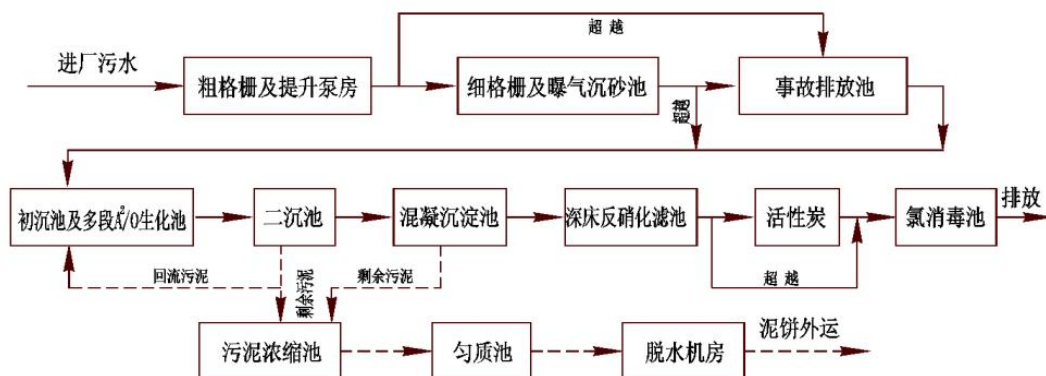 超越
进厂污水
粗格栅及提升泵房
细格栅及曝气沉砂池
超越
事故排放池
初沉池及多段A²/O生化池
二沉池
混凝沉淀池
深床反硝化滤池
活性炭
氯消毒池
排放
回流污泥
剩余污泥
剩余污泥
超越
污泥浓缩池
匀质池
脱水机房
泥饼外运